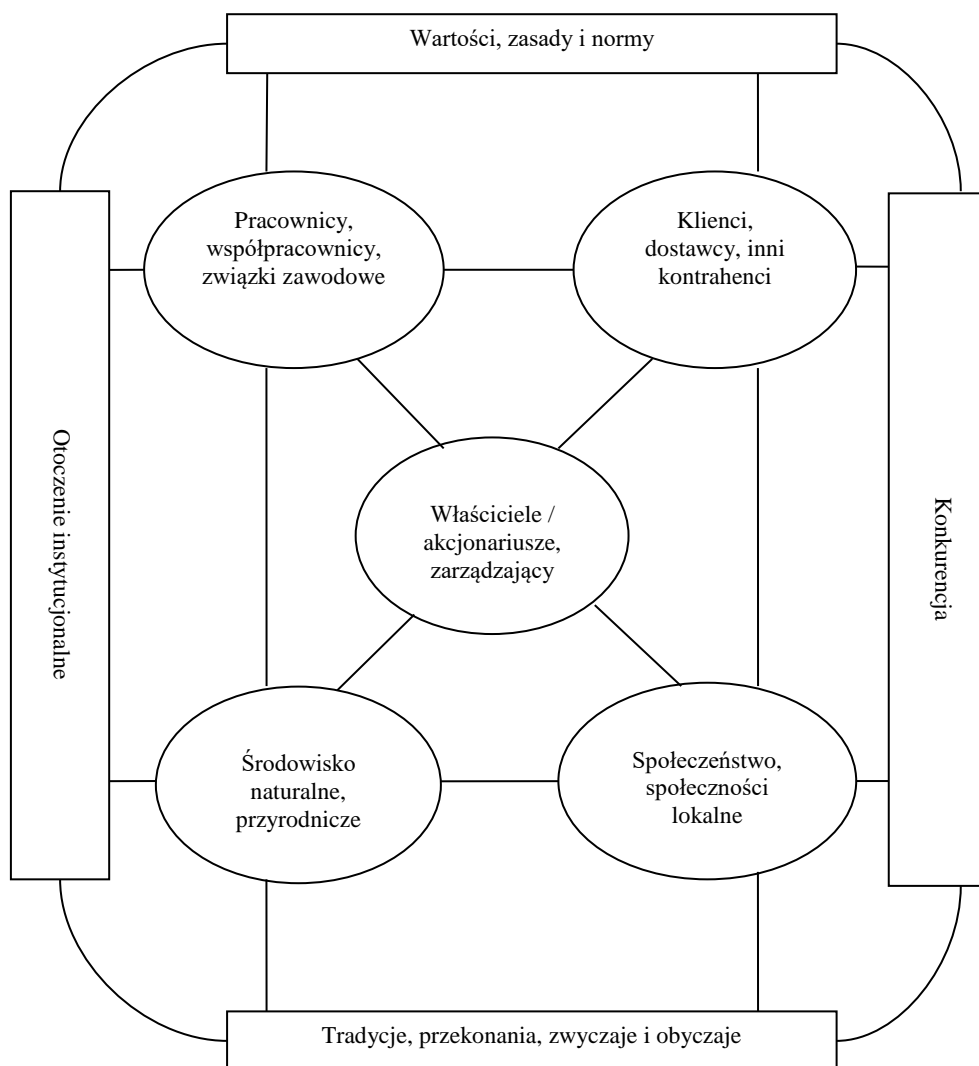 Wartości, zasady i normy
Pracownicy,
współpracownicy,
związki zawodowe
Klienci,
dostawcy, inni
kontrahenci
Otoczenie instytucjonalne
Właściciele /
akcjonariusze,
zarządzający
Konkurencja
Środowisko
naturalne,
przyrodnicze
Społeczeństwo,
społeczności
lokalne
Tradycje, przekonania, zwyczaje i obyczaje